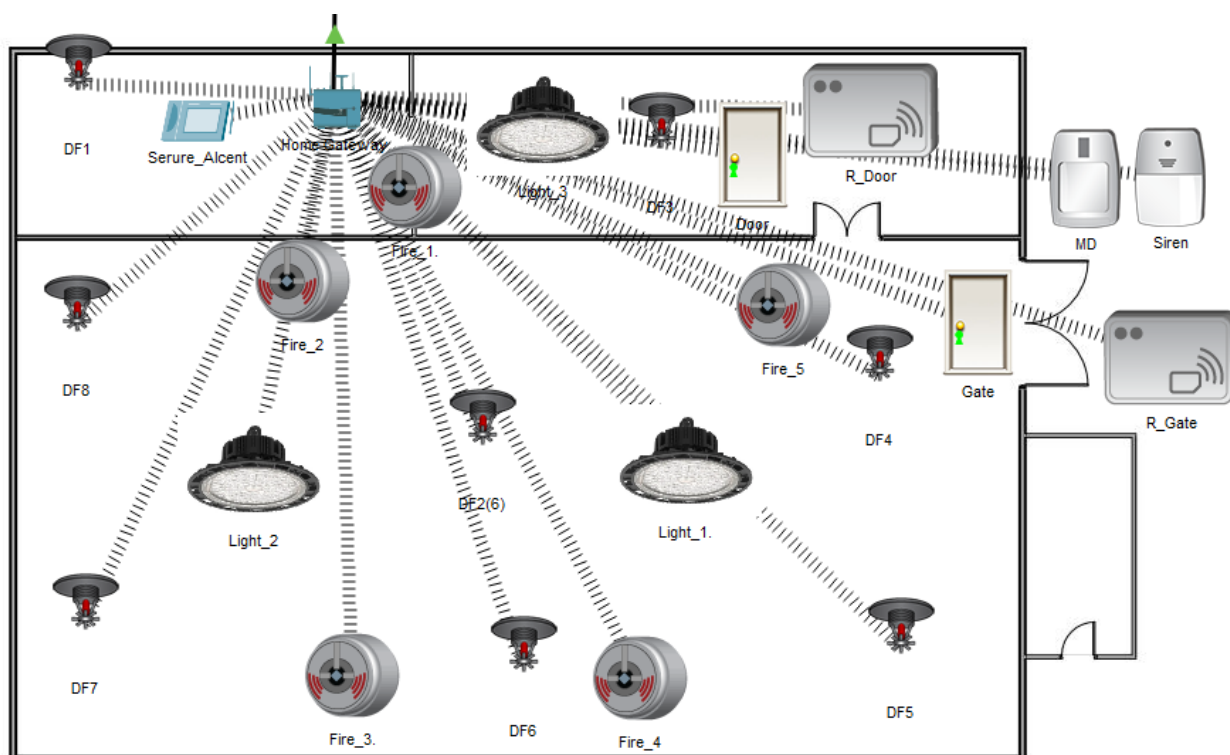 DF1
Serure_Alcent
Home Gateway
Light_3
DF3
R_Door
Door
MD
Siren
Fire_1.
Fire_2
DF8
Fire_5
DF4
Gate
R_Gate
DF2(6)
Light_2
Light_1.
DF7
Fire_3.
DF6
Fire_4
DF5